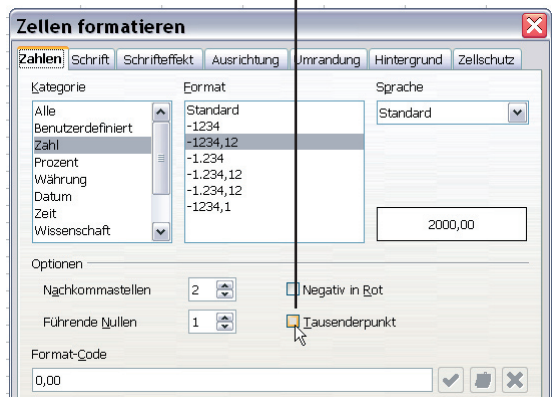 Zellen formatieren
Zahlen Schrift Schrifteffekt Ausrichtung Umrandung Hintergrund Zellschutz
Kategorie Format Sprache
Alle Standard Standard
Benutzerdefiniert -1234
Zahl -1234,12
Prozent -1.234
Währung -1.234,12
Datum -1.234,12
Zeit -1234,1
Wissenschaft 2000,00
Optionen
Nachkommastellen 2 Negativ in Rot
Führende Nullen 1 Tausenderpunkt
Format-Code
0,00